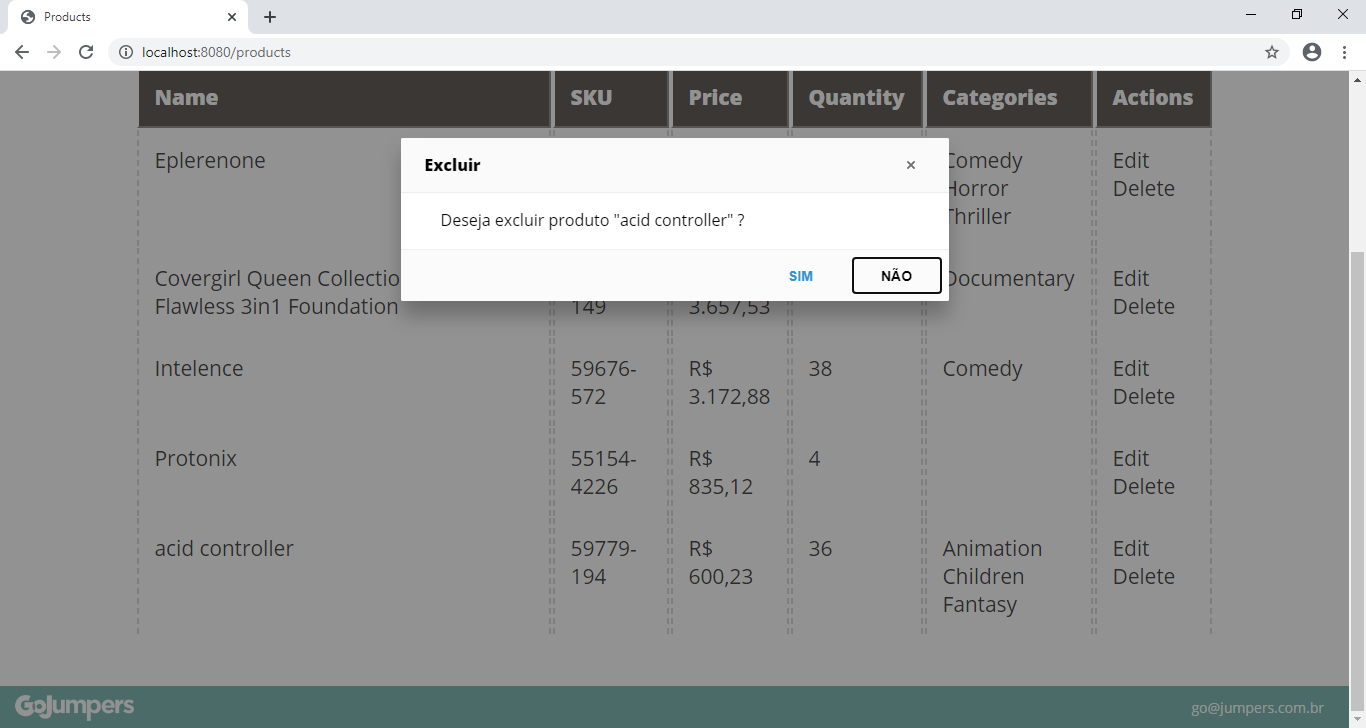 Products
localhost:8080/products
Name SKU Price Quantity Categories Actions
Excluir ×
Deseja excluir produto "acid controller" ?
SIM NÃO
Eplerenone Comedy Edit
Horror Delete
Thriller
Covergirl Queen Collection Documentary Edit
Flawless 3in1 Foundation 149 3.657,53 Delete
Intelence 59676- R$ 38 Comedy Edit
572 3.172,88 Delete
Protonix 55154- R$ 4 Edit
4226 835,12 Delete
acid controller 59779- R$ 36 Animation Edit
194 600,23 Children Delete
Fantasy
GoJumpers go@jumpers.com.br